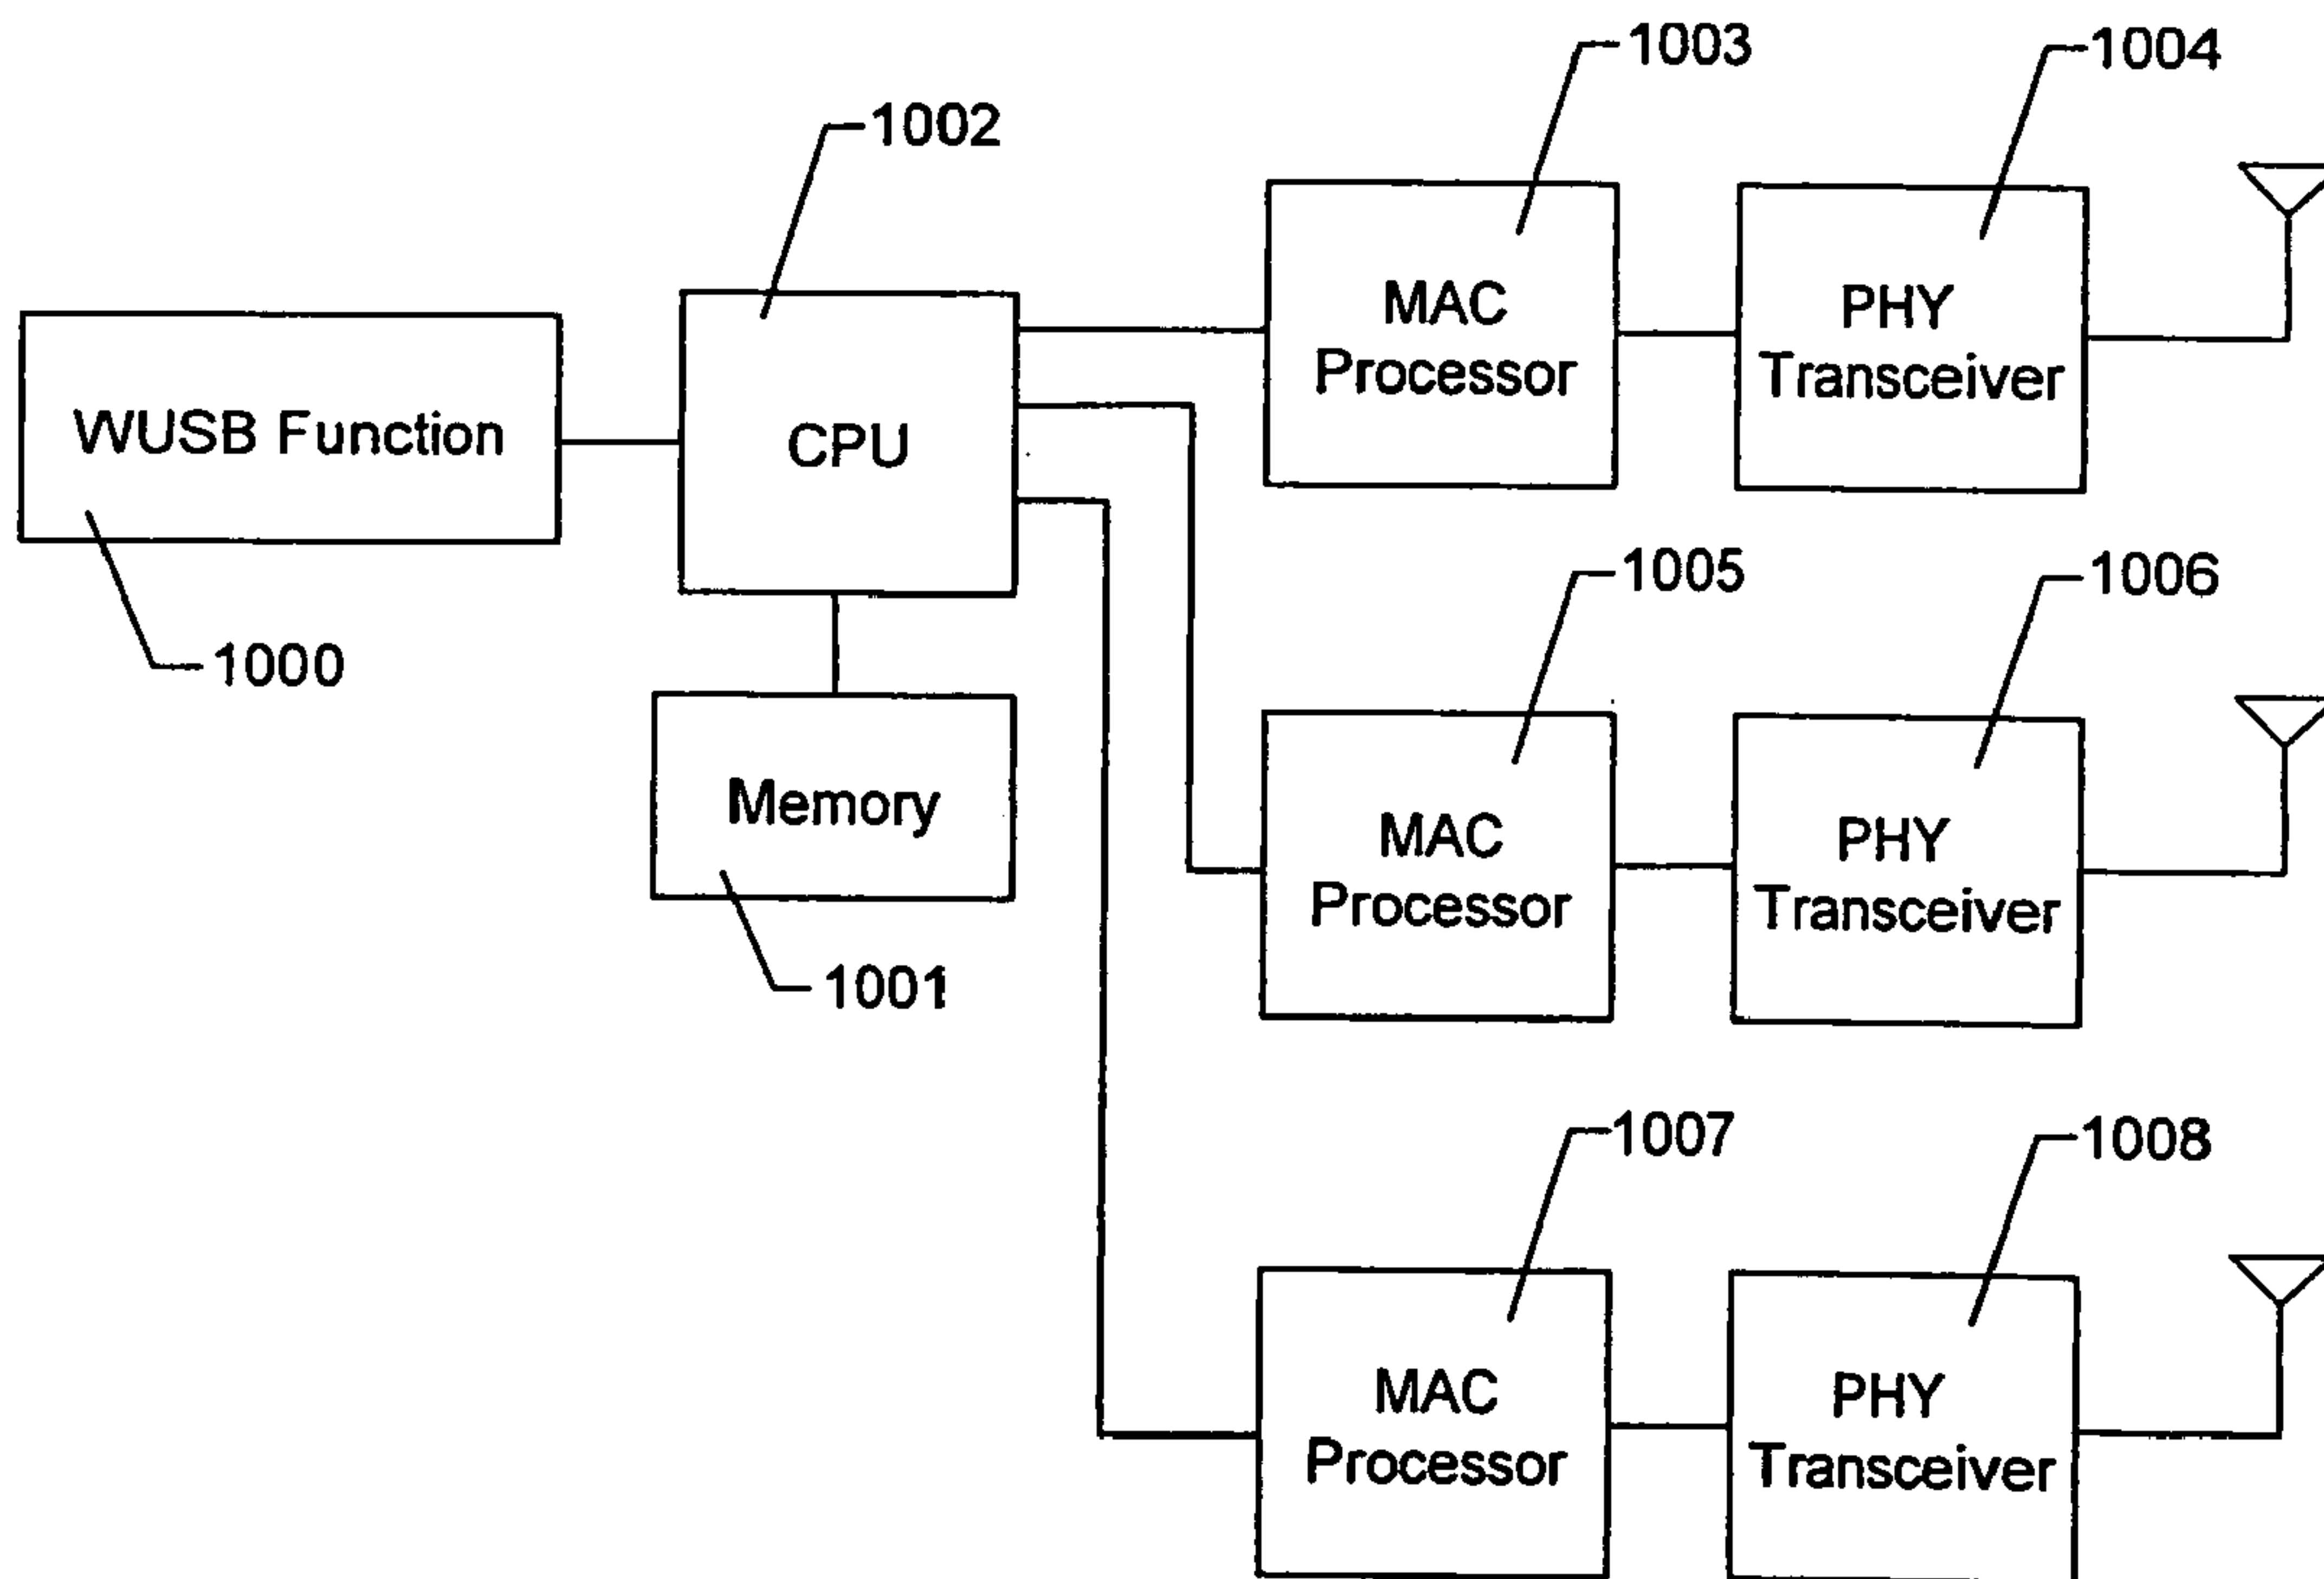 1003
1004
1002
MAC
Processor
PHY
Transceiver
WUSB Function
CPU
1005
1006
1000
Memory
MAC
Processor
PHY
Transceiver
1001
1007
1008
MAC
Processor
PHY
Transceiver